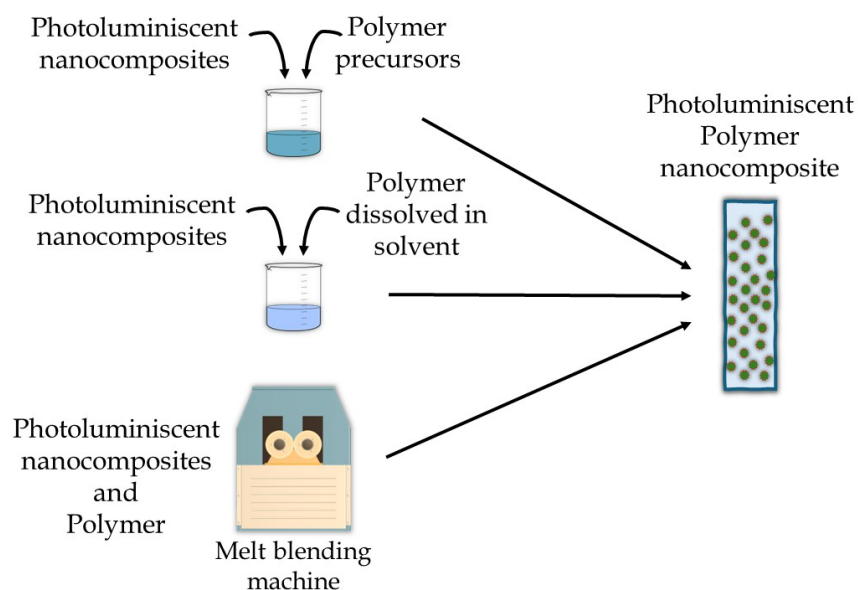 Photoluminiscent
nanocomposites
Polymer
precursors
Photoluminiscent
Polymer
nanocomposite
Photoluminiscent
nanocomposites
Polymer
dissolved in
solvent
Photoluminiscent
nanocomposites
and
Polymer
Melt blending
machine